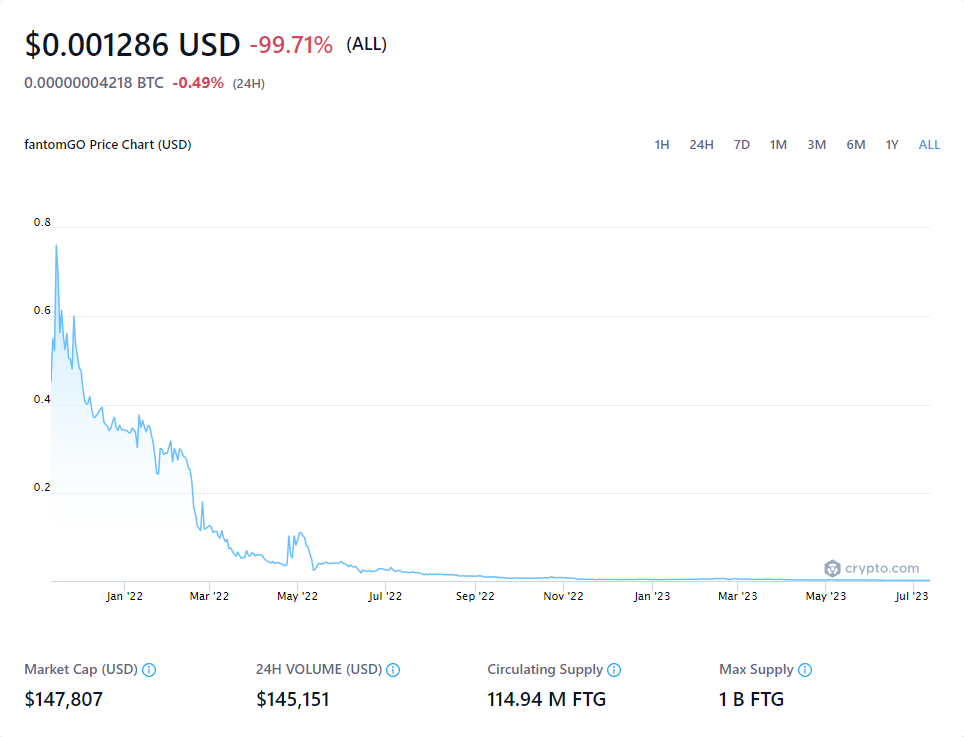 $0.001286 USD -99.71% (ALL)
0.00000004218 BTC -0.49% (24H)
fantomGO Price Chart (USD) 1H 24H 7D 1M 3M 6M 1Y ALL
0.8
0.6
0.4
0.2
crypto.com
Jan '22 Mar '22 May '22 Jul '22 Sep '22 Nov '22 Jan '23 Mar '23 May '23 Jul '23
Market Cap (USD) 24H VOLUME (USD) Circulating Supply Max Supply
$147,807 $145,151 114.94 M FTG 1 B FTG